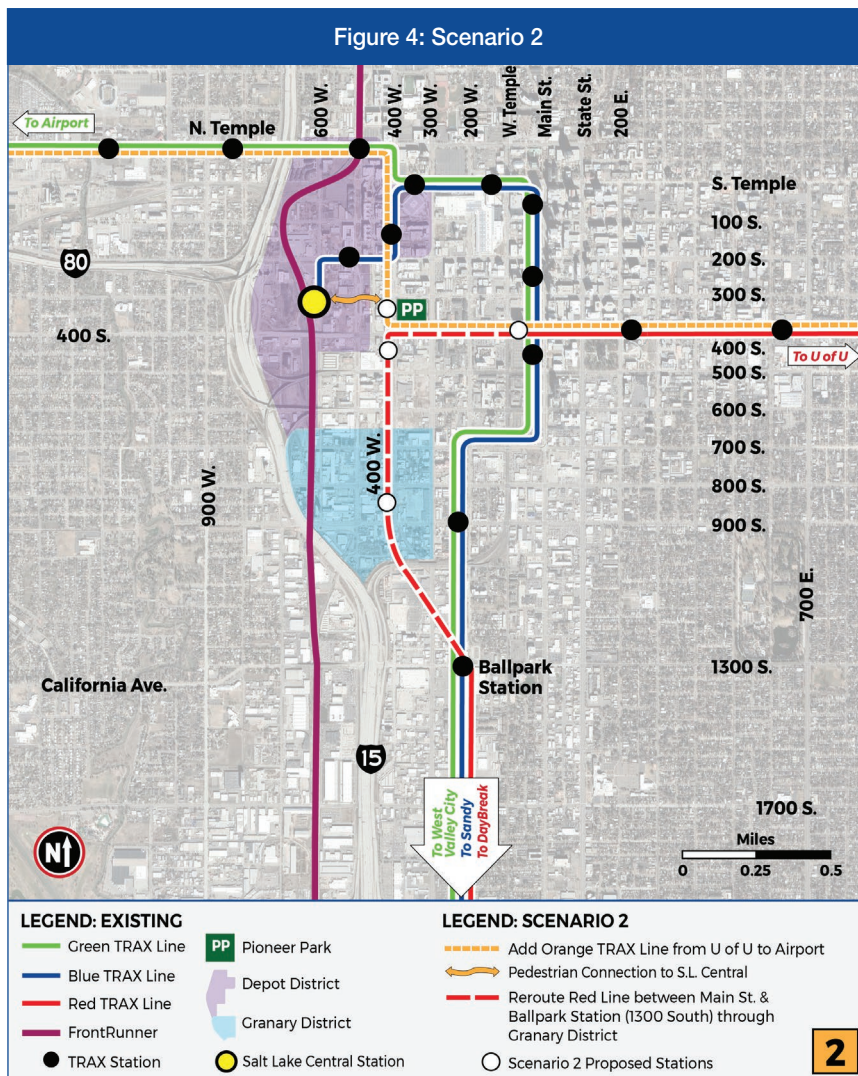 Figure 4: Scenario 2
To Airport
N. Temple
600 W.
400 W.
300 W.
200 W.
W. Temple
Main St.
State St.
200 E.
S. Temple
100 S.
200 S.
300 S.
80
PP
400 S.
400 S.
To U of U
500 S.
600 S.
700 S.
800 S.
900 S.
900 W.
400 W.
700 E.
California Ave.
Ballpark
Station
1300 S.
15
To West
Valley City
To Sandy
To DayBreak
1700 S.
N
Miles
0
0.25
0.5
LEGEND: EXISTING
Green TRAX Line
Blue TRAX Line
Red TRAX Line
FrontRunner
TRAX Station
PP
Pioneer Park
Depot District
Granary District
Salt Lake Central Station
LEGEND: SCENARIO 2
Add Orange TRAX Line from U of U to Airport
Pedestrian Connection to S.L. Central
Reroute Red Line between Main St. &
Ballpark Station (1300 South) through
Granary District
Scenario 2 Proposed Stations
2